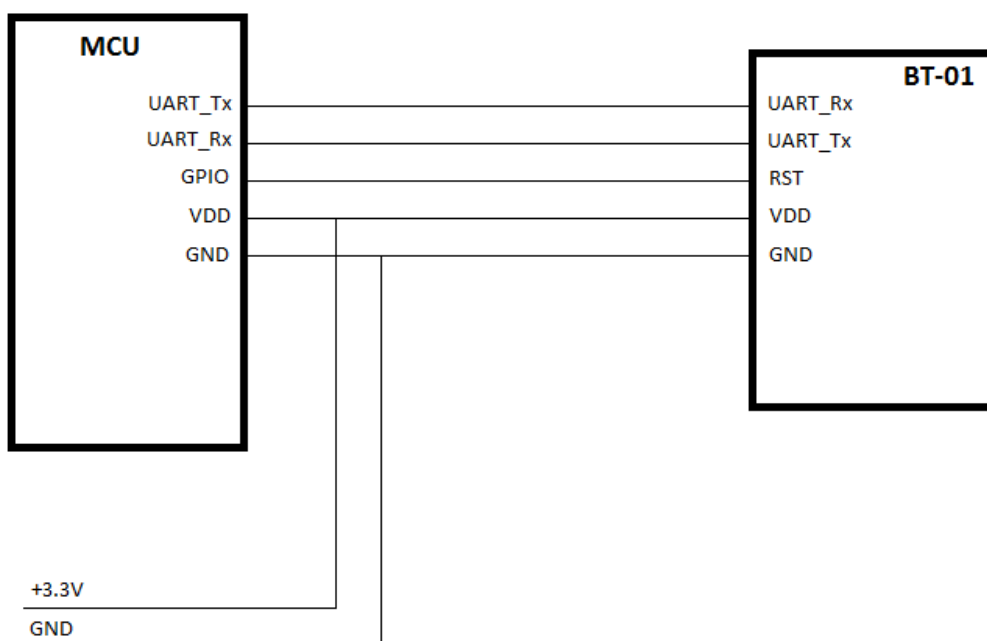 MCU
UART_Tx
UART_Rx
GPIO
VDD
GND
BT-01
UART_Rx
UART_Tx
RST
VDD
GND
+3.3V
GND